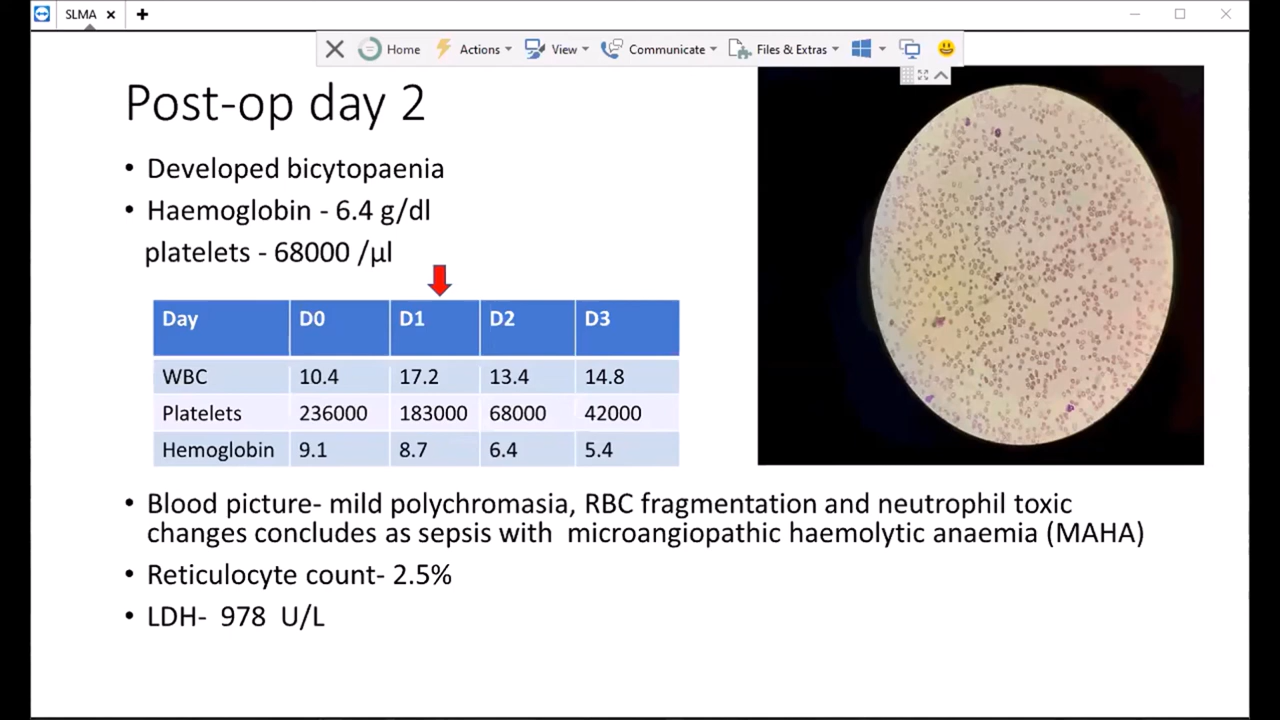 SLMA
Home Actions View Communicate Files & Extras
Post-op day 2
• Developed bicytopaenia
• Haemoglobin - 6.4 g/dl
platelets - 68000 /µl
Day D0 D1 D2 D3
WBC 10.4 17.2 13.4 14.8
Platelets 236000 183000 68000 42000
Hemoglobin 9.1 8.7 6.4 5.4
• Blood picture- mild polychromasia, RBC fragmentation and neutrophil toxic
changes concludes as sepsis with microangiopathic haemolytic anaemia (MAHA)
• Reticulocyte count- 2.5%
• LDH- 978 U/L